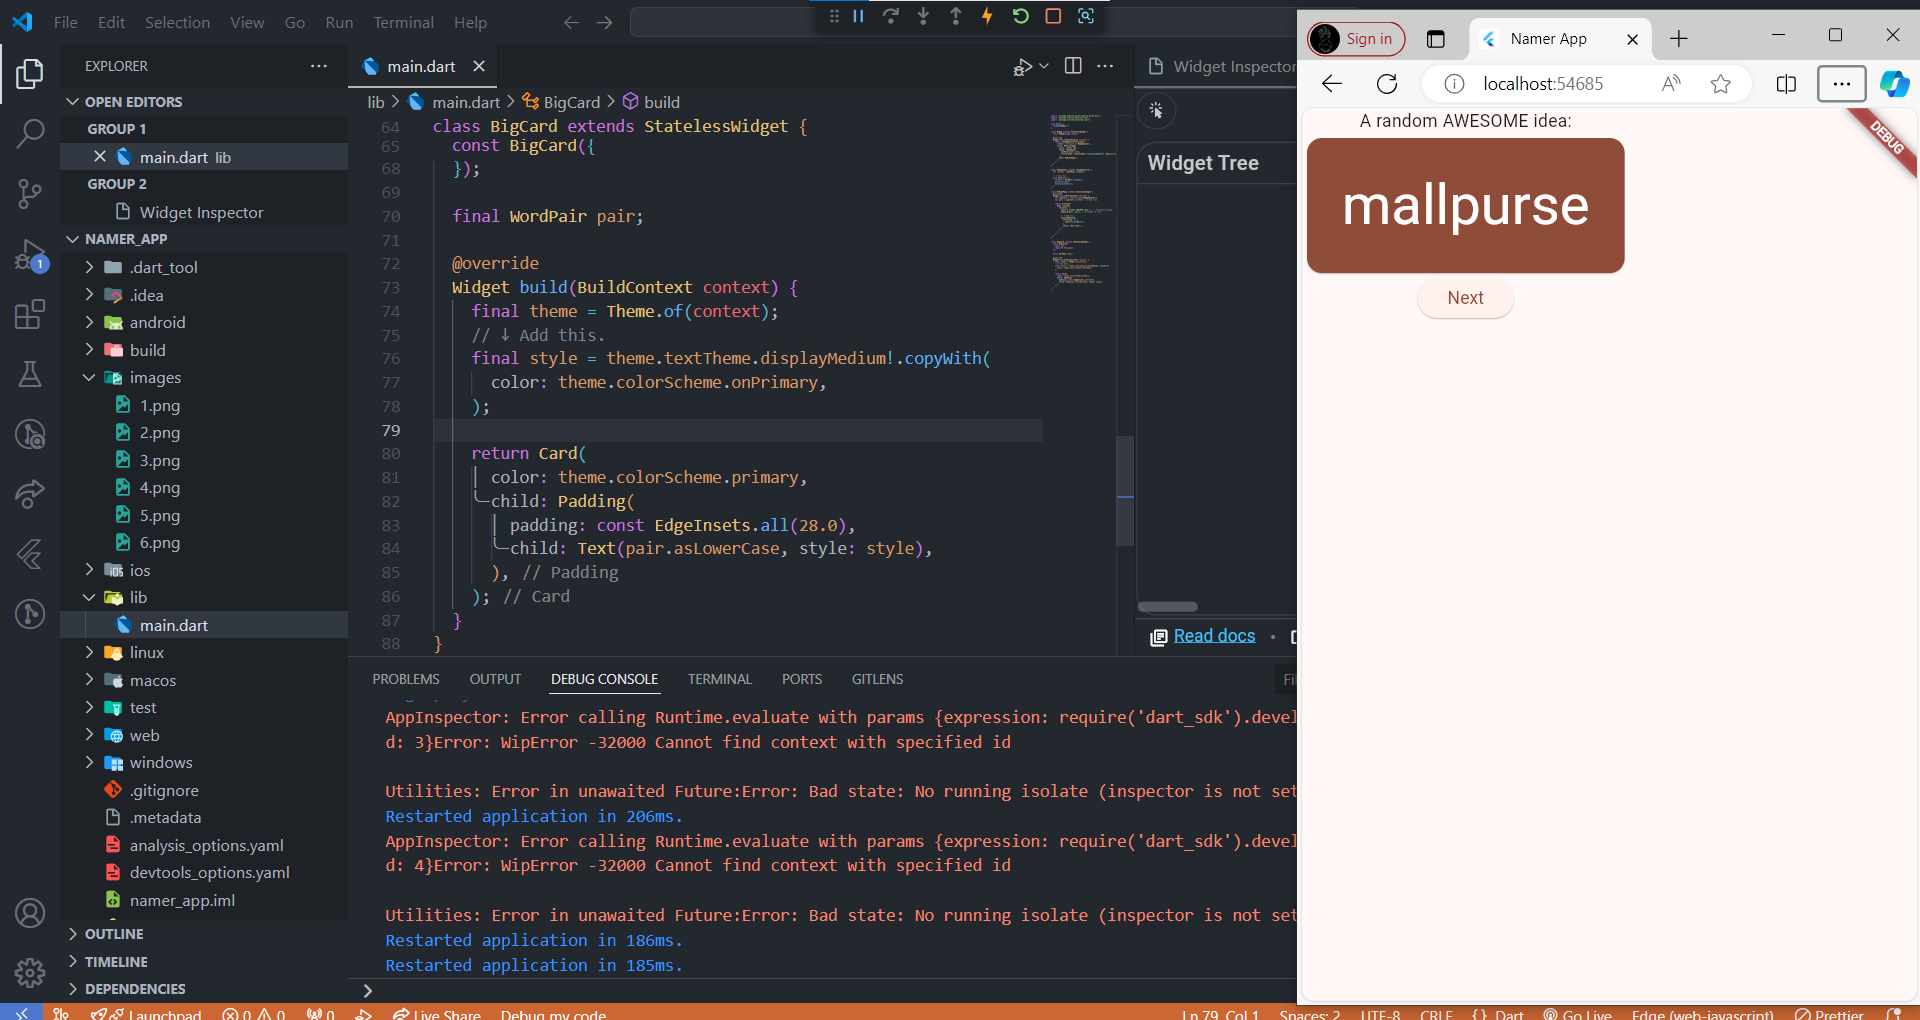 File Edit Selection View Go Run Terminal Help
EXPLORER
OPEN EDITORS
GROUP 1
main.dart lib
GROUP 2
Widget Inspector
NAMER_APP
.dart_tool
.idea
android
build
images
1.png
2.png
3.png
4.png
5.png
6.png
ios
lib
main.dart
linux
macos
test
web
windows
.gitignore
.metadata
analysis_options.yaml
devtools_options.yaml
namer_app.iml
OUTLINE
TIMELINE
DEPENDENCIES
main.dart
lib > main.dart > BigCard > build
64 class BigCard extends StatelessWidget {
65 const BigCard({
68 });
69
70 final WordPair pair;
71
72 @override
73 Widget build(BuildContext context) {
74 final theme = Theme.of(context);
75 // ↓ Add this.
76 final style = theme.textTheme.displayMedium!.copyWith(
77 color: theme.colorScheme.onPrimary,
78 );
79
80 return Card(
81 color: theme.colorScheme.primary,
82 child: Padding(
83 padding: const EdgeInsets.all(28.0),
84 child: Text(pair.asLowerCase, style: style),
85 ), // Padding
86 ); // Card
87 }
88 }
Widget Inspector
Widget Tree
Read docs
PROBLEMS OUTPUT DEBUG CONSOLE TERMINAL PORTS GITLENS
AppInspector: Error calling Runtime.evaluate with params {expression: require('dart_sdk').devel
d: 3}Error: WipError -32000 Cannot find context with specified id
Utilities: Error in unawaited Future:Error: Bad state: No running isolate (inspector is not set
Restarted application in 206ms.
AppInspector: Error calling Runtime.evaluate with params {expression: require('dart_sdk').devel
d: 4}Error: WipError -32000 Cannot find context with specified id
Utilities: Error in unawaited Future:Error: Bad state: No running isolate (inspector is not set
Restarted application in 186ms.
Restarted application in 185ms.
Sign in
Namer App
localhost:54685
A random AWESOME idea:
DEBUG
mallpurse
Next
Launchpad 0 0 0 Live Share Debug my code Ln 79, Col 1 Spaces: 2 UTF-8 CRLF {} Dart Go Live Edge (web-javascript) Prettier